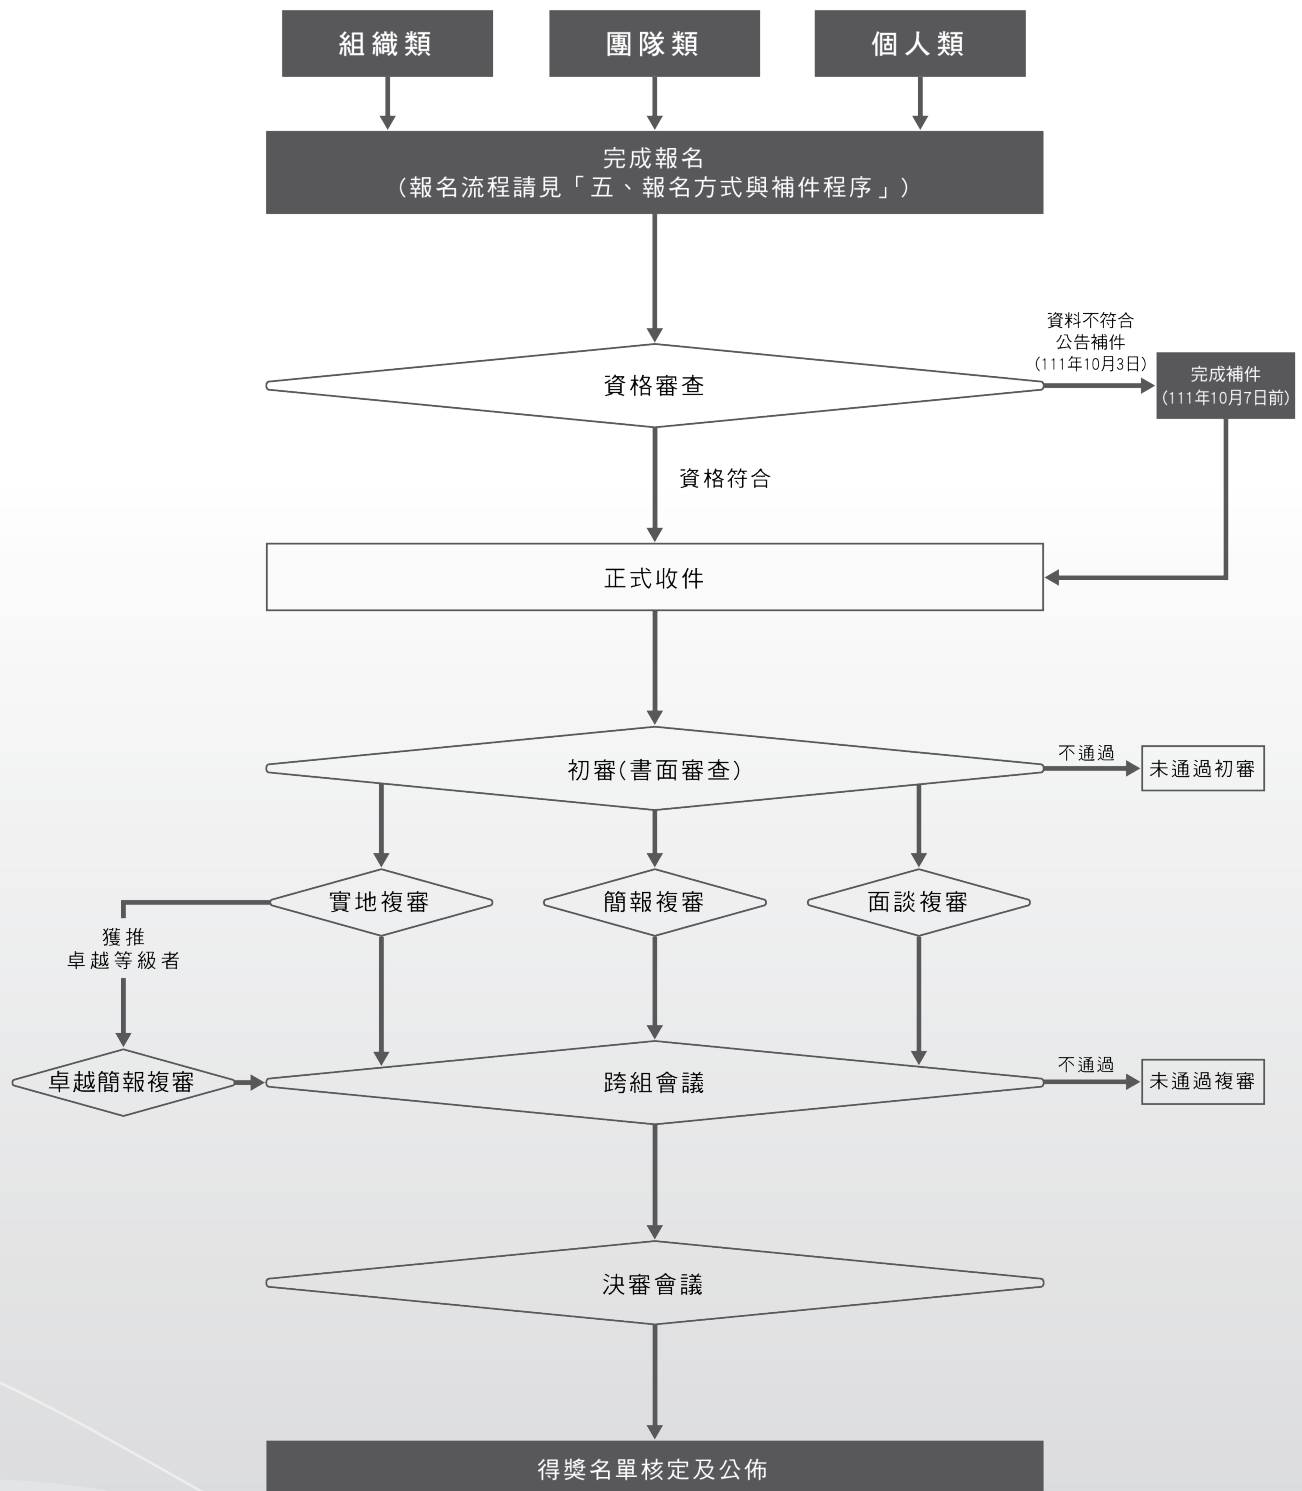 組織類
團隊類
個人類
完成報名
（報名流程請見「五、報名方式與補件程序」）
資料不符合
公告補件
(111年10月3日)
資格審查
完成補件
(111年10月7日前)
資格符合
正式收件
初審(書面審查)
不通過
未通過初審
實地複審
簡報複審
面談複審
獲推
卓越等級者
卓越簡報複審
跨組會議
不通過
未通過複審
決審會議
得獎名單核定及公佈